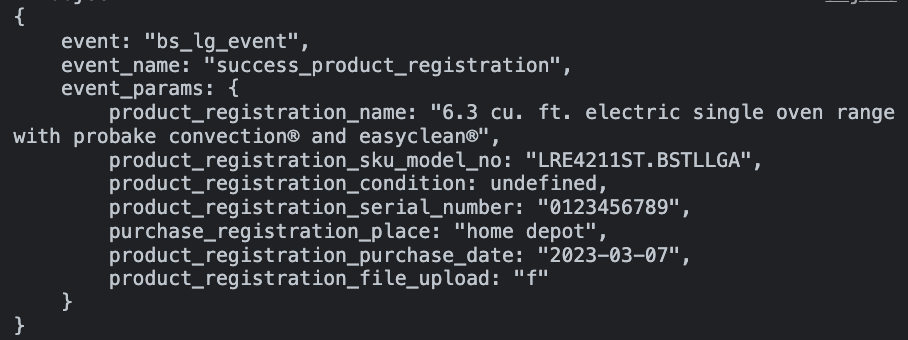 {
    event: "bs_lg_event",
    event_name: "success_product_registration",
    event_params: {
        product_registration_name: "6.3 cu. ft. electric single oven range
with probake convection® and easyclean®",
        product_registration_sku_model_no: "LRE4211ST.BSTLLGA",
        product_registration_condition: undefined,
        product_registration_serial_number: "0123456789",
        purchase_registration_place: "home depot",
        product_registration_purchase_date: "2023-03-07",
        product_registration_file_upload: "f"
    }
}